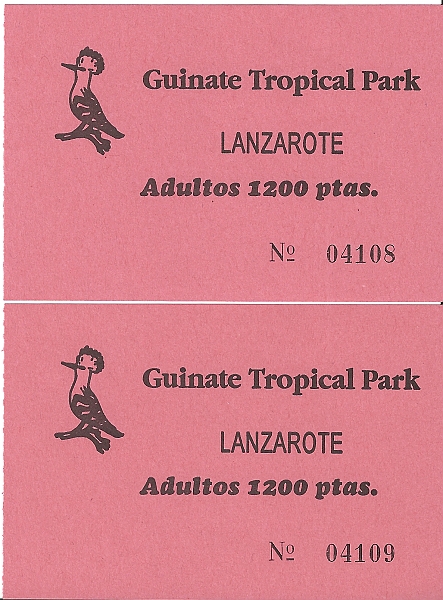 Guinate Tropical Park
LANZAROTE
Adultos 1200 ptas.
Nº 04108
Guinate Tropical Park
LANZAROTE
Adultos 1200 ptas.
Nº 04109